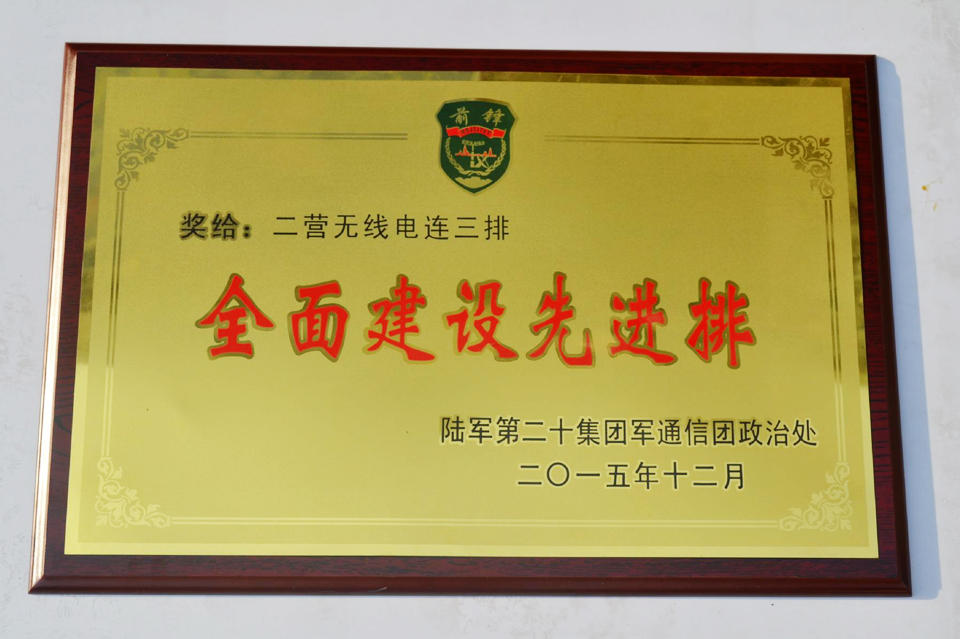 前锋
奖给：二营无线电连三排
全面建设先进排
陆军第二十集团军通信团政治处
二〇一五年十二月